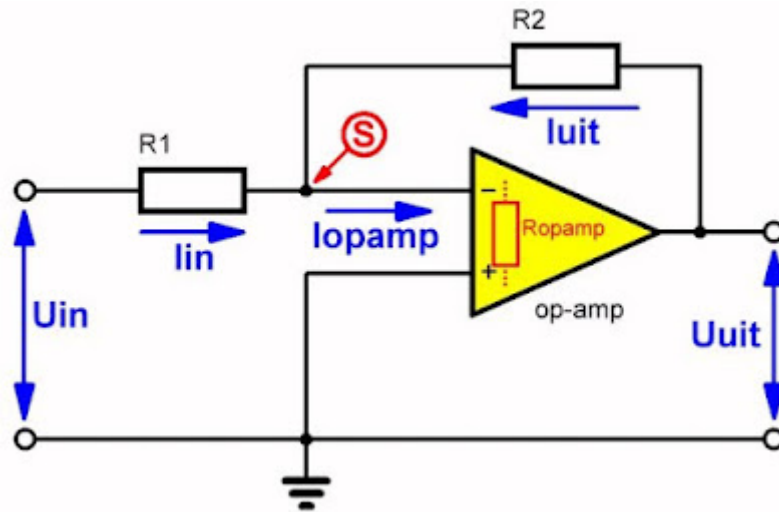 R2
Iuit
S
R1
Iin
Iopamp
−
Ropamp
+
op-amp
Uin
Uuit